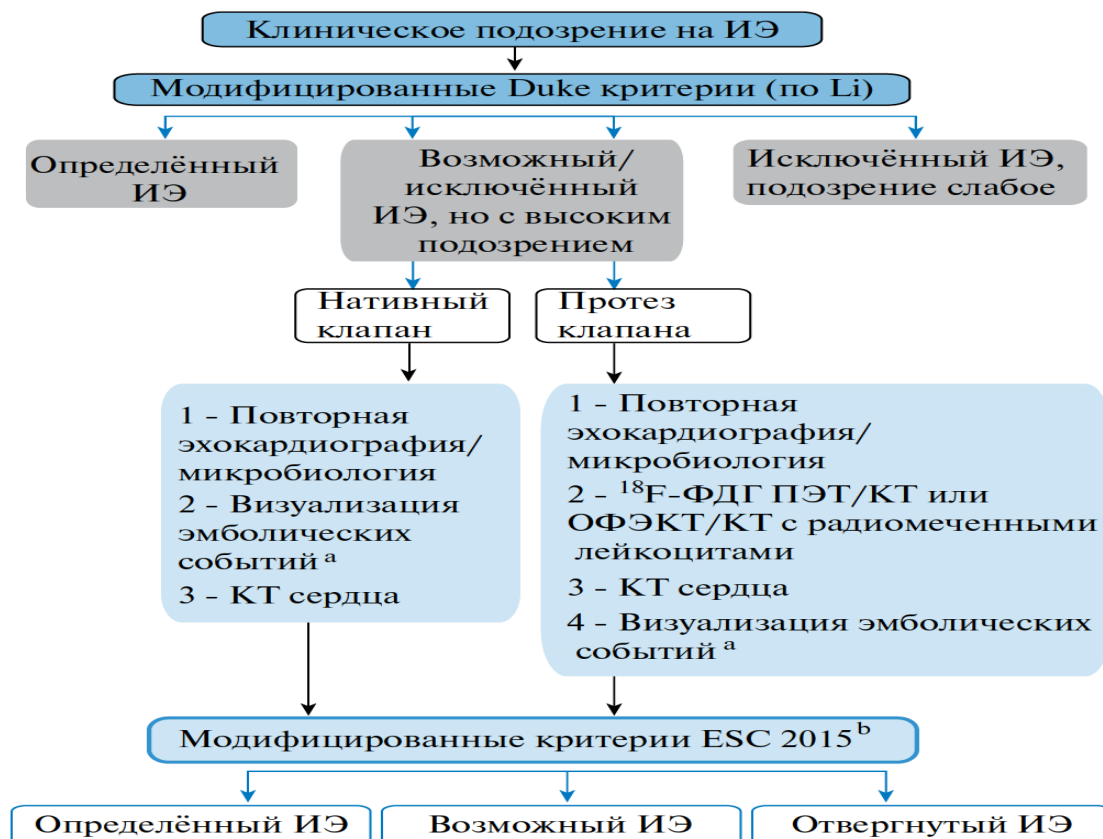 Клиническое подозрение на ИЭ
Модифицированные Duke критерии (по Li)
Определённый
ИЭ
Возможный/
исключённый
ИЭ, но с высоким
подозрением
Исключённый ИЭ,
подозрение слабое
Нативный
клапан
Протез
клапана
1 - Повторная
эхокардиография/
микробиология
2 - Визуализация
эмболических
событий ᵃ
3 - КТ сердца
1 - Повторная
эхокардиография/
микробиология
2 - ¹⁸F-ФДГ ПЭТ/КТ или
ОФЭКТ/КТ с радиомеченными
лейкоцитами
3 - КТ сердца
4 - Визуализация эмболических
событий ᵃ
Модифицированные критерии ESC 2015ᵇ
Определённый ИЭ
Возможный ИЭ
Отвергнутый ИЭ